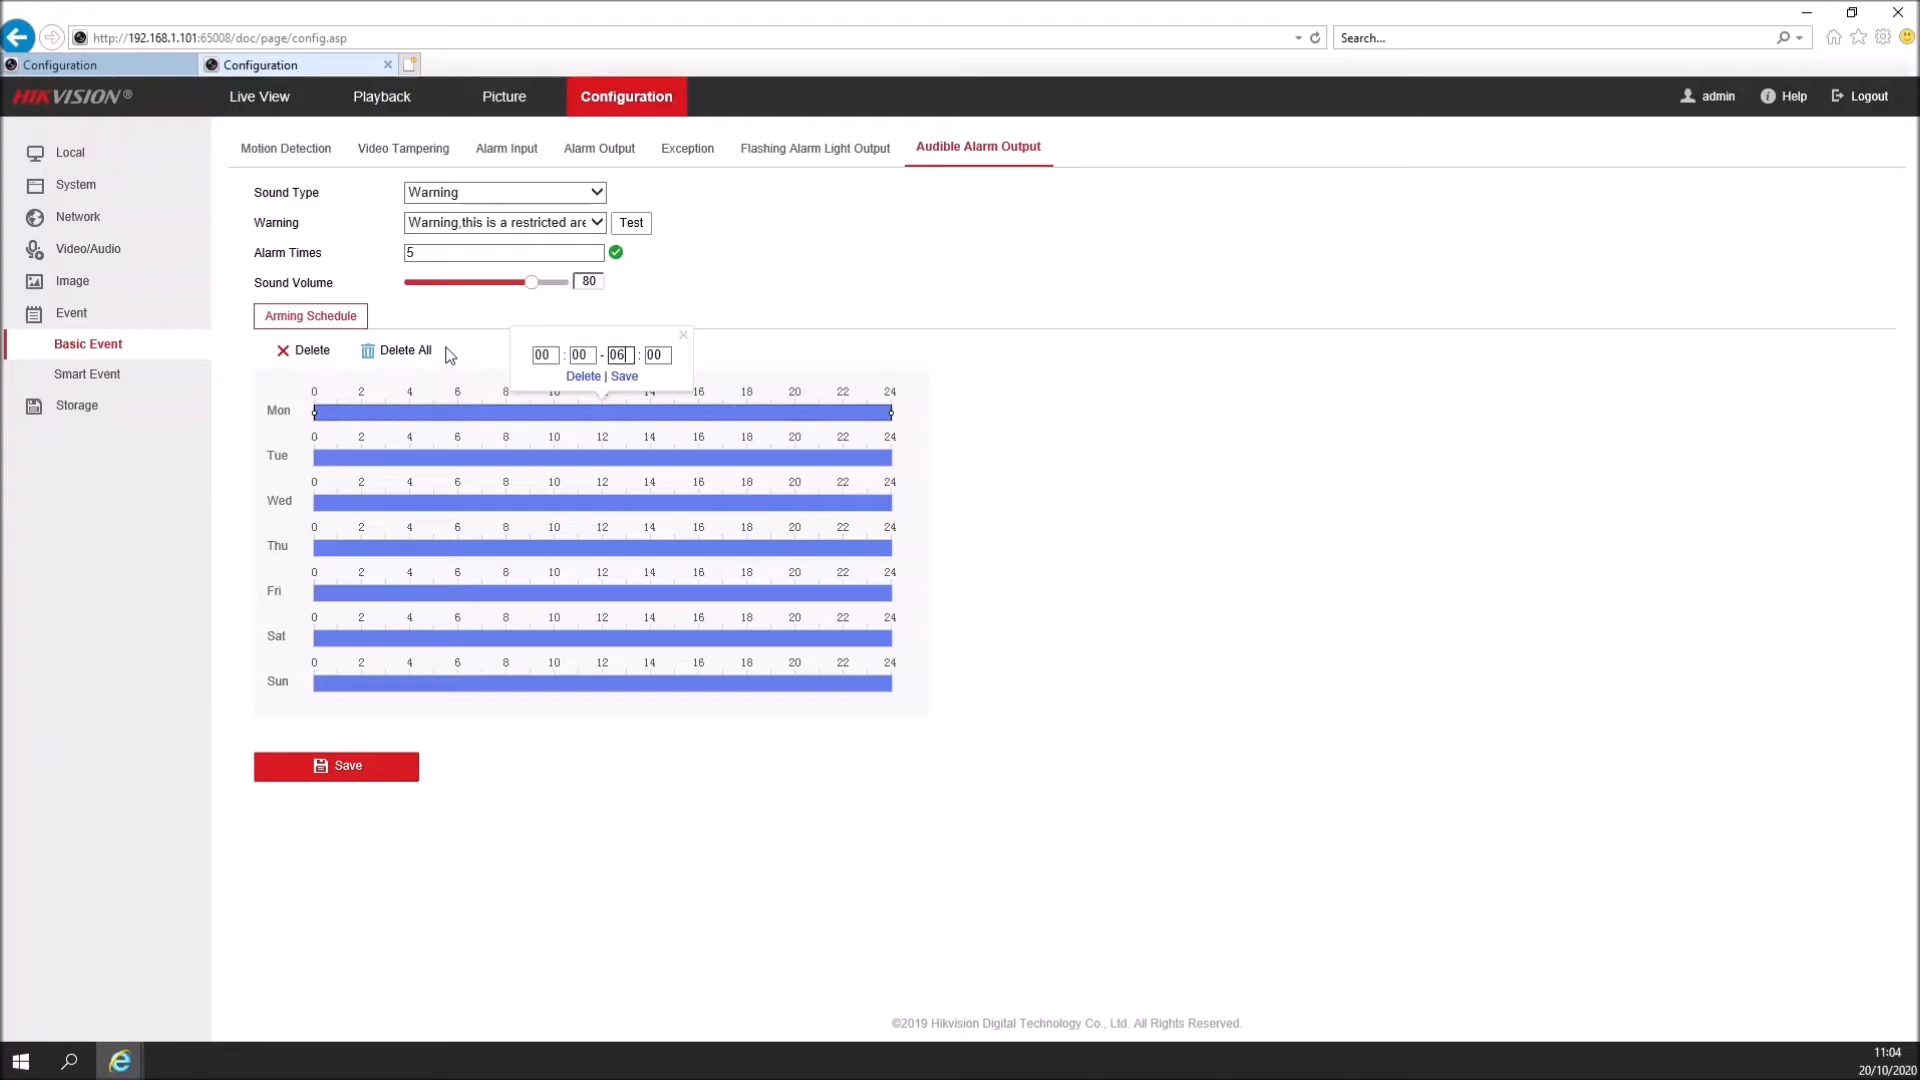 http://192.168.1.101:65008/doc/page/config.asp
Search...
Configuration
Configuration
HIKVISION®
Live View
Playback
Picture
Configuration
admin
Help
Logout
Local
System
Network
Video/Audio
Image
Event
Basic Event
Smart Event
Storage
Motion Detection
Video Tampering
Alarm Input
Alarm Output
Exception
Flashing Alarm Light Output
Audible Alarm Output
Sound Type Warning
Warning Warning,this is a restricted are Test
Alarm Times 5
Sound Volume 80
Arming Schedule
Delete
Delete All
00 : 00 - 06 : 00
Delete | Save
0 2 4 6 8 10 14 16 18 20 22 24
Mon
0 2 4 6 8 10 12 14 16 18 20 22 24
Tue
0 2 4 6 8 10 12 14 16 18 20 22 24
Wed
0 2 4 6 8 10 12 14 16 18 20 22 24
Thu
0 2 4 6 8 10 12 14 16 18 20 22 24
Fri
0 2 4 6 8 10 12 14 16 18 20 22 24
Sat
0 2 4 6 8 10 12 14 16 18 20 22 24
Sun
Save
©2019 Hikvision Digital Technology Co., Ltd. All Rights Reserved.
11:04
20/10/2020